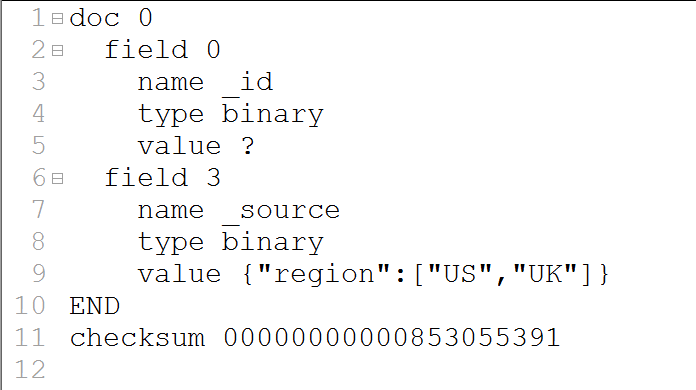 1 doc 0
2 field 0
3 name _id
4 type binary
5 value ?
6 field 3
7 name _source
8 type binary
9 value {"region":["US","UK"]}
10 END
11 checksum 00000000000853055391
12